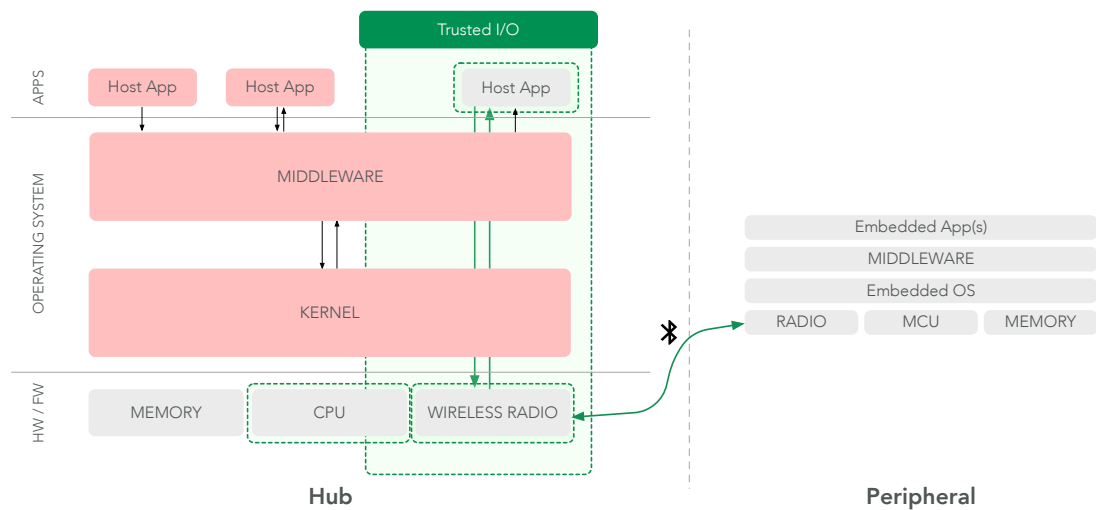 Trusted I/O
APPS
Host App
Host App
Host App
OPERATING SYSTEM
MIDDLEWARE
KERNEL
HW / FW
MEMORY
CPU
WIRELESS RADIO
Hub
Embedded App(s)
MIDDLEWARE
Embedded OS
RADIO
MCU
MEMORY
Peripheral